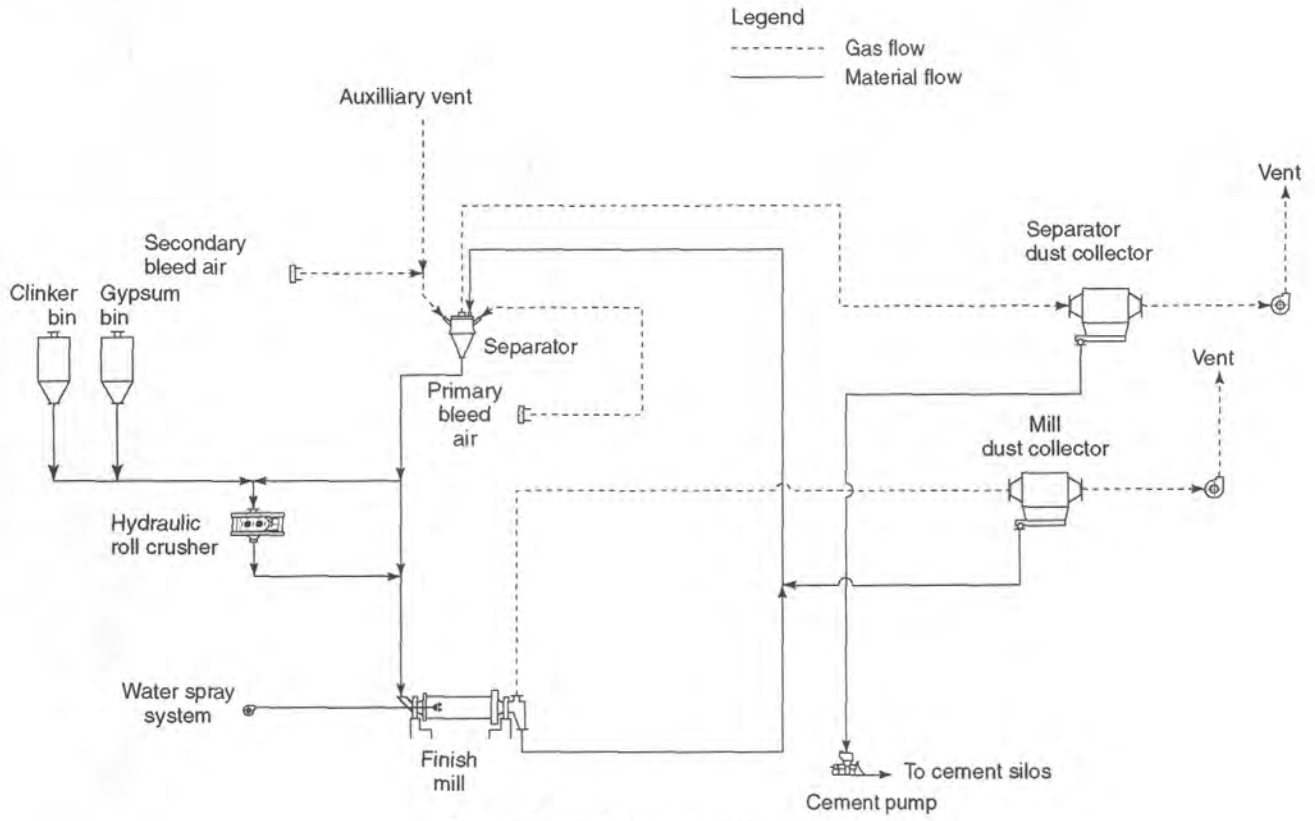 Legend
Gas flow
Material flow
Auxilliary vent
Vent
Separator
dust collector
Secondary
bleed air
Clinker
bin
Gypsum
bin
Separator
Primary
bleed
air
Vent
Mill
dust collector
Hydraulic
roll crusher
Water spray
system
Finish
mill
To cement silos
Cement pump